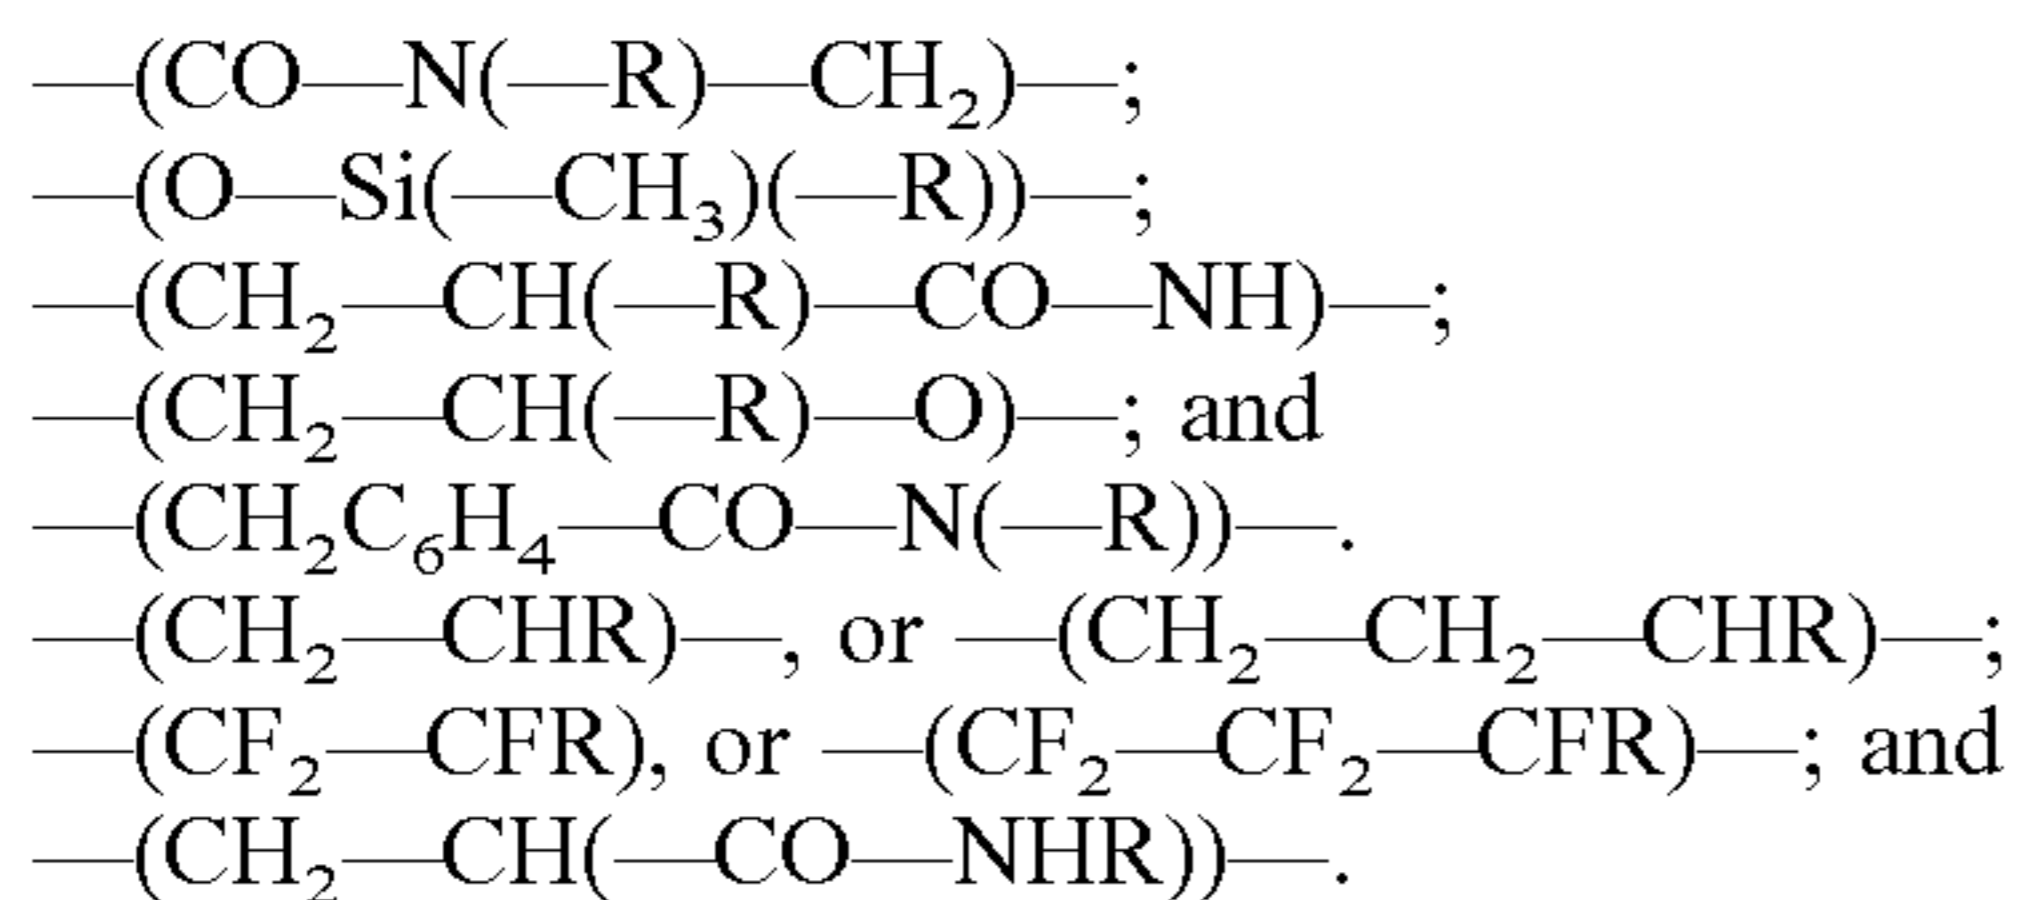 —(CO—N(—R)—CH₂)—;
—(O—Si(—CH₃)(—R))—;
—(CH₂—CH(—R)—CO—NH)—;
—(CH₂—CH(—R)—O)—; and
—(CH₂C₆H₄—CO—N(—R))—.
—(CH₂—CHR)—, or —(CH₂—CH₂—CHR)—;
—(CF₂—CFR), or —(CF₂—CF₂—CFR)—; and
—(CH₂—CH(—CO—NHR))—.